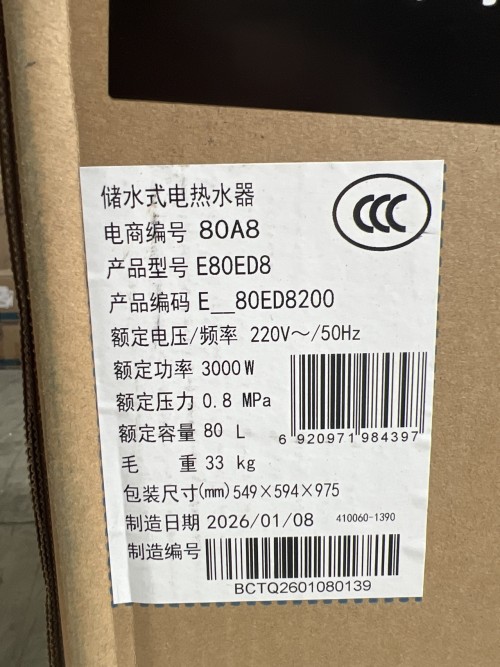 储水式电热水器
CCC
电商编号 80A8
产品型号 E80ED8
产品编码 E__80ED8200
额定电压/频率 220V～/50Hz
额定功率 3000W
额定压力 0.8 MPa
额定容量 80 L
6 920971 984397
毛 重 33 kg
包装尺寸(mm)549×594×975
制造日期 2026/01/08 410060-1390
制造编号
BCTQ2601080139